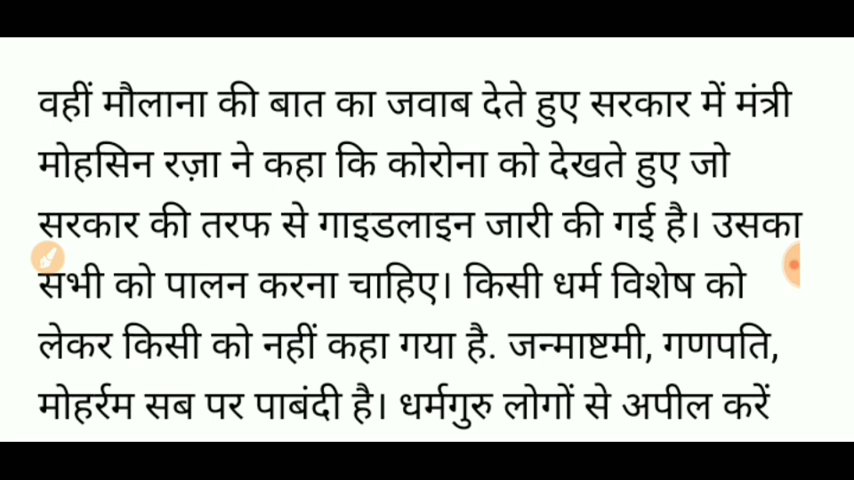 वहीं मौलाना की बात का जवाब देते हुए सरकार में मंत्री
मोहसिन रज़ा ने कहा कि कोरोना को देखते हुए जो
सरकार की तरफ से गाइडलाइन जारी की गई है। उसका
सभी को पालन करना चाहिए। किसी धर्म विशेष को
लेकर किसी को नहीं कहा गया है. जन्माष्टमी, गणपति,
मोहर्रम सब पर पाबंदी है। धर्मगुरु लोगों से अपील करें